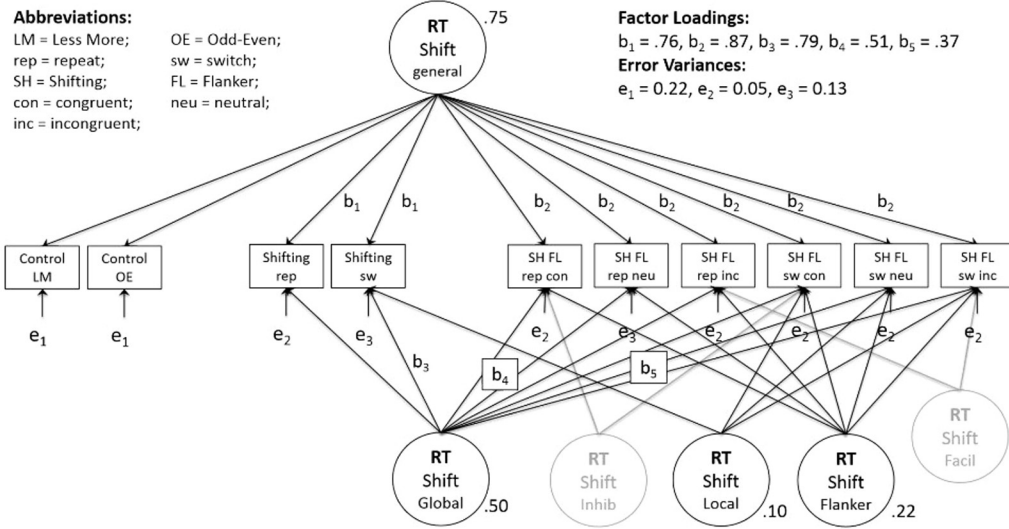 Abbreviations:
LM = Less More; OE = Odd-Even;
rep = repeat; sw = switch;
SH = Shifting; FL = Flanker;
con = congruent; neu = neutral;
inc = incongruent;
RT
Shift
general
.75
Factor Loadings:
b₁ = .76, b₂ = .87, b₃ = .79, b₄ = .51, b₅ = .37
Error Variances:
e₁ = 0.22, e₂ = 0.05, e₃ = 0.13
b₁ b₁ b₂ b₂ b₂ b₂ b₂ b₂
Control
LM
Control
OE
Shifting
rep
Shifting
sw
SH FL
rep con
SH FL
rep neu
SH FL
rep inc
SH FL
sw con
SH FL
sw neu
SH FL
sw inc
e₁ e₁ e₂ e₃ e₂ e₃ e₂ e₂ e₂ e₂
b₃ b₄ b₅
RT
Shift
Global
.50
RT
Shift
Inhib
RT
Shift
Local
.10
RT
Shift
Flanker
.22
RT
Shift
Facil